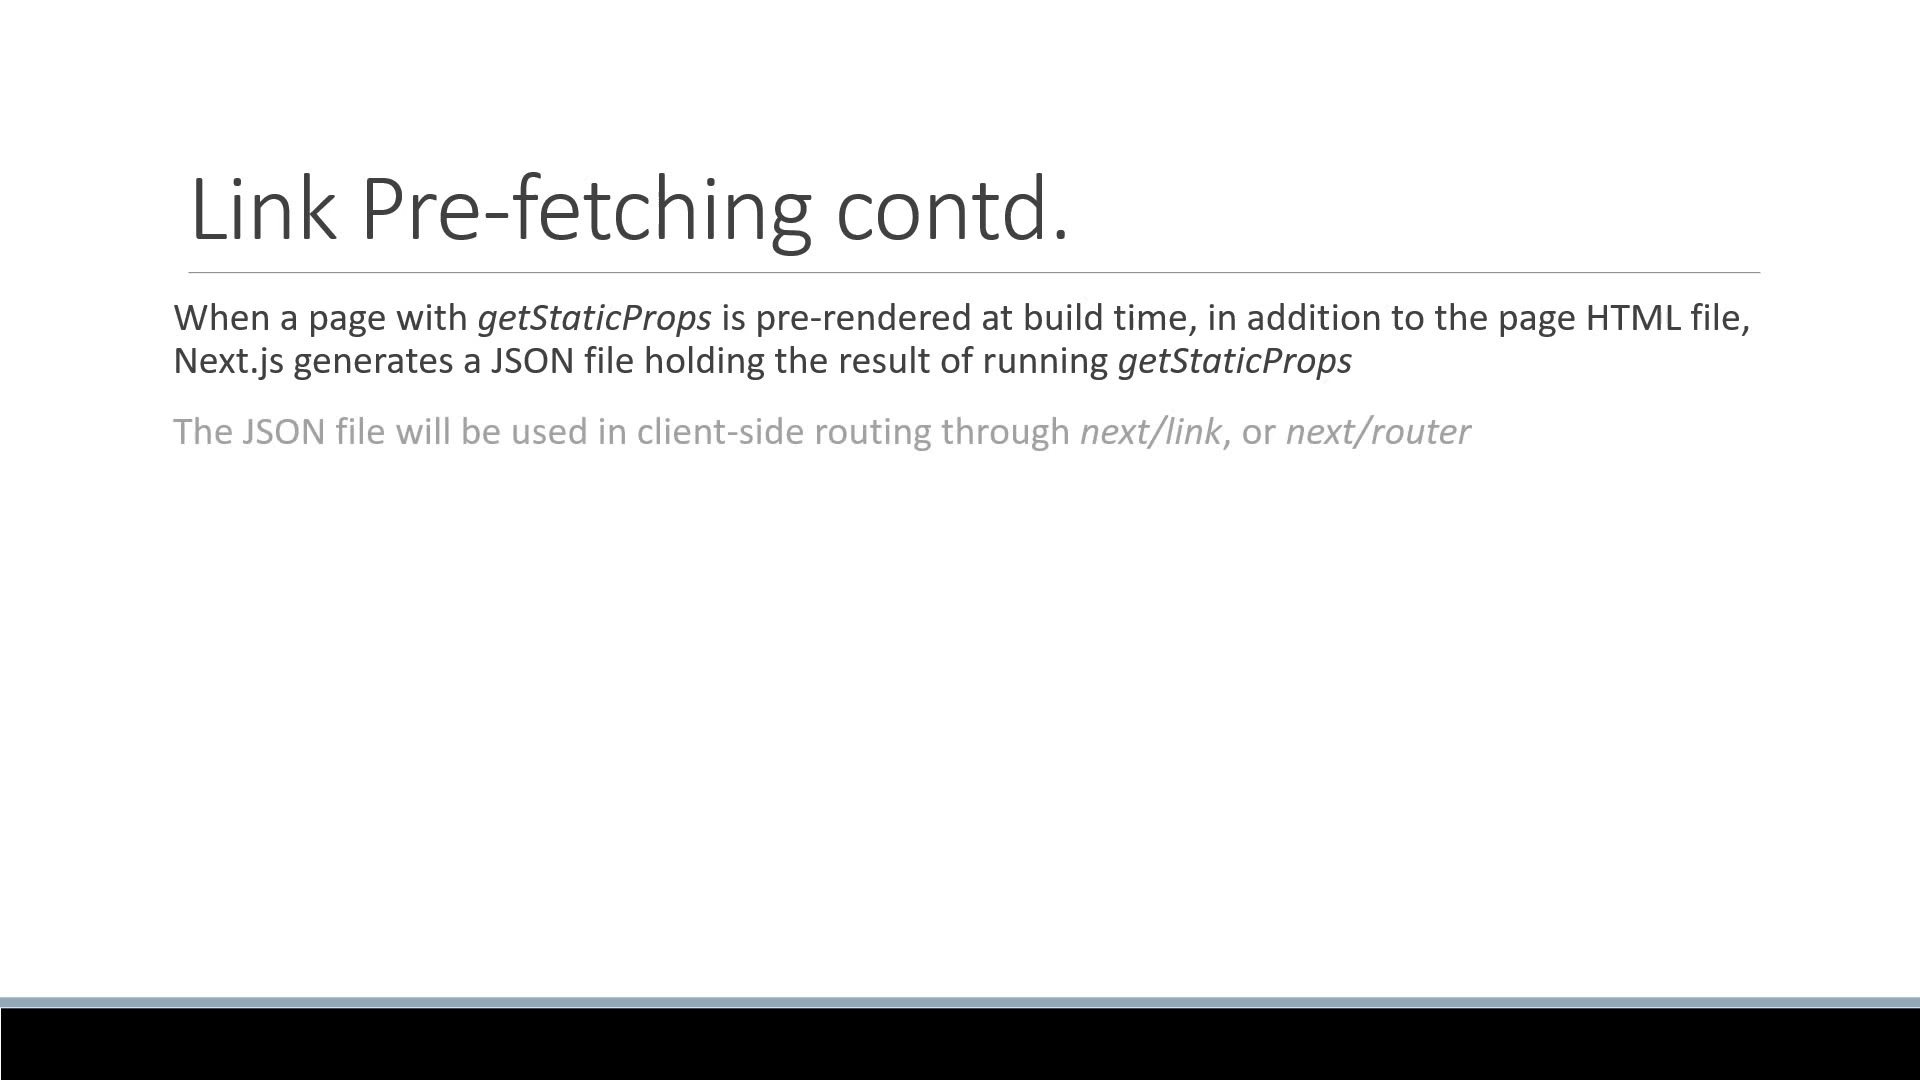 Link Pre-fetching contd.
When a page with getStaticProps is pre-rendered at build time, in addition to the page HTML file,
Next.js generates a JSON file holding the result of running getStaticProps
The JSON file will be used in client-side routing through next/link, or next/router